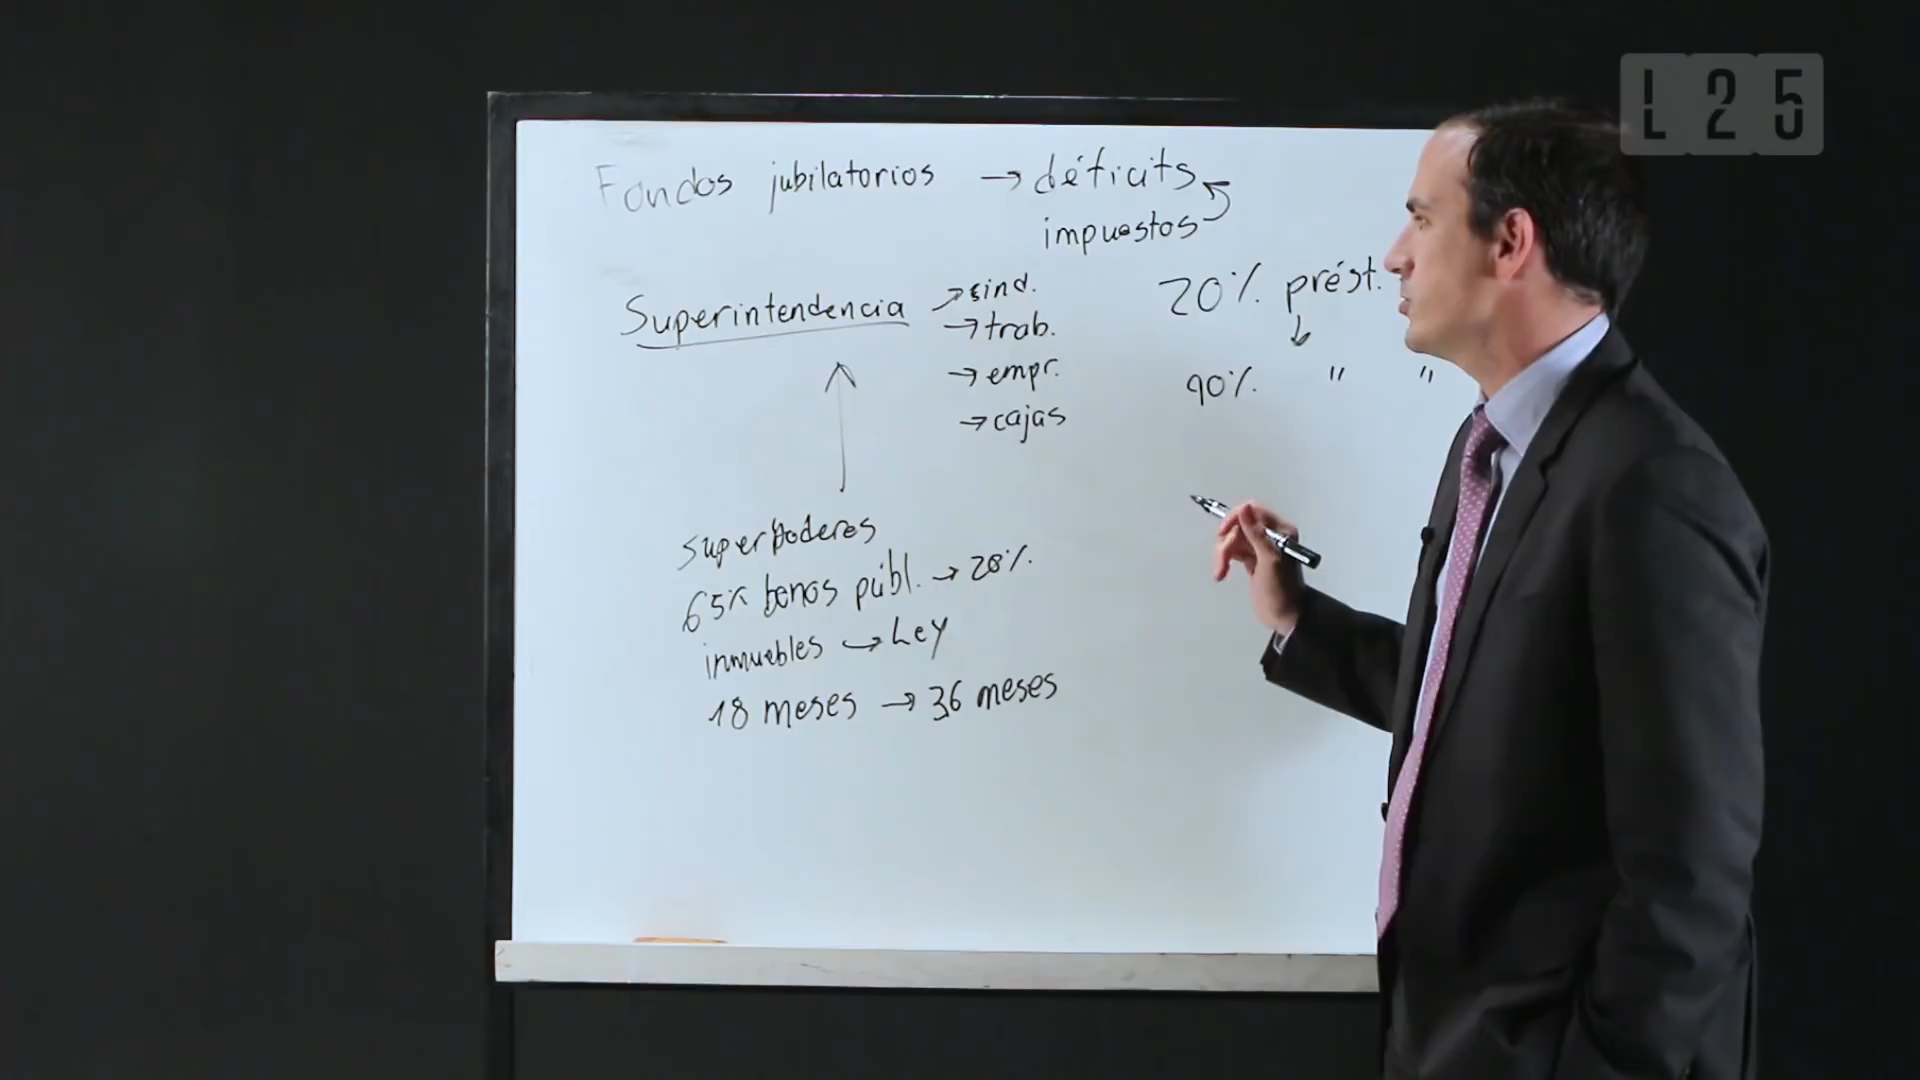 Fondos jubilatorios → déficits
impuestos
Superintendencia → sind.
→ trab.
→ empr.
→ cajas
20% prést.
90% " "
superpoderes
65% bonos públ. → 28%
inmuebles → Ley
18 meses → 36 meses
L25